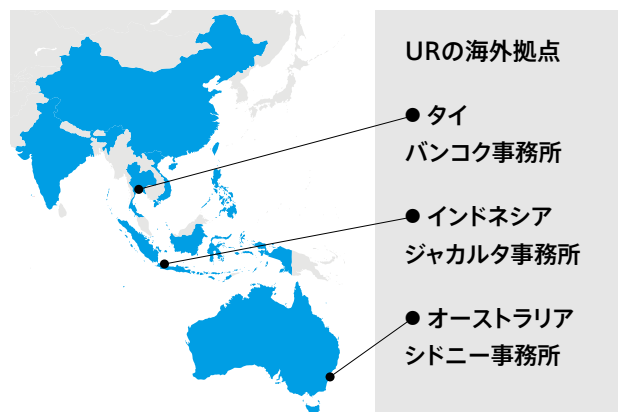 URの海外拠点
● タイ
バンコク事務所
● インドネシア
ジャカルタ事務所
● オーストラリア
シドニー事務所